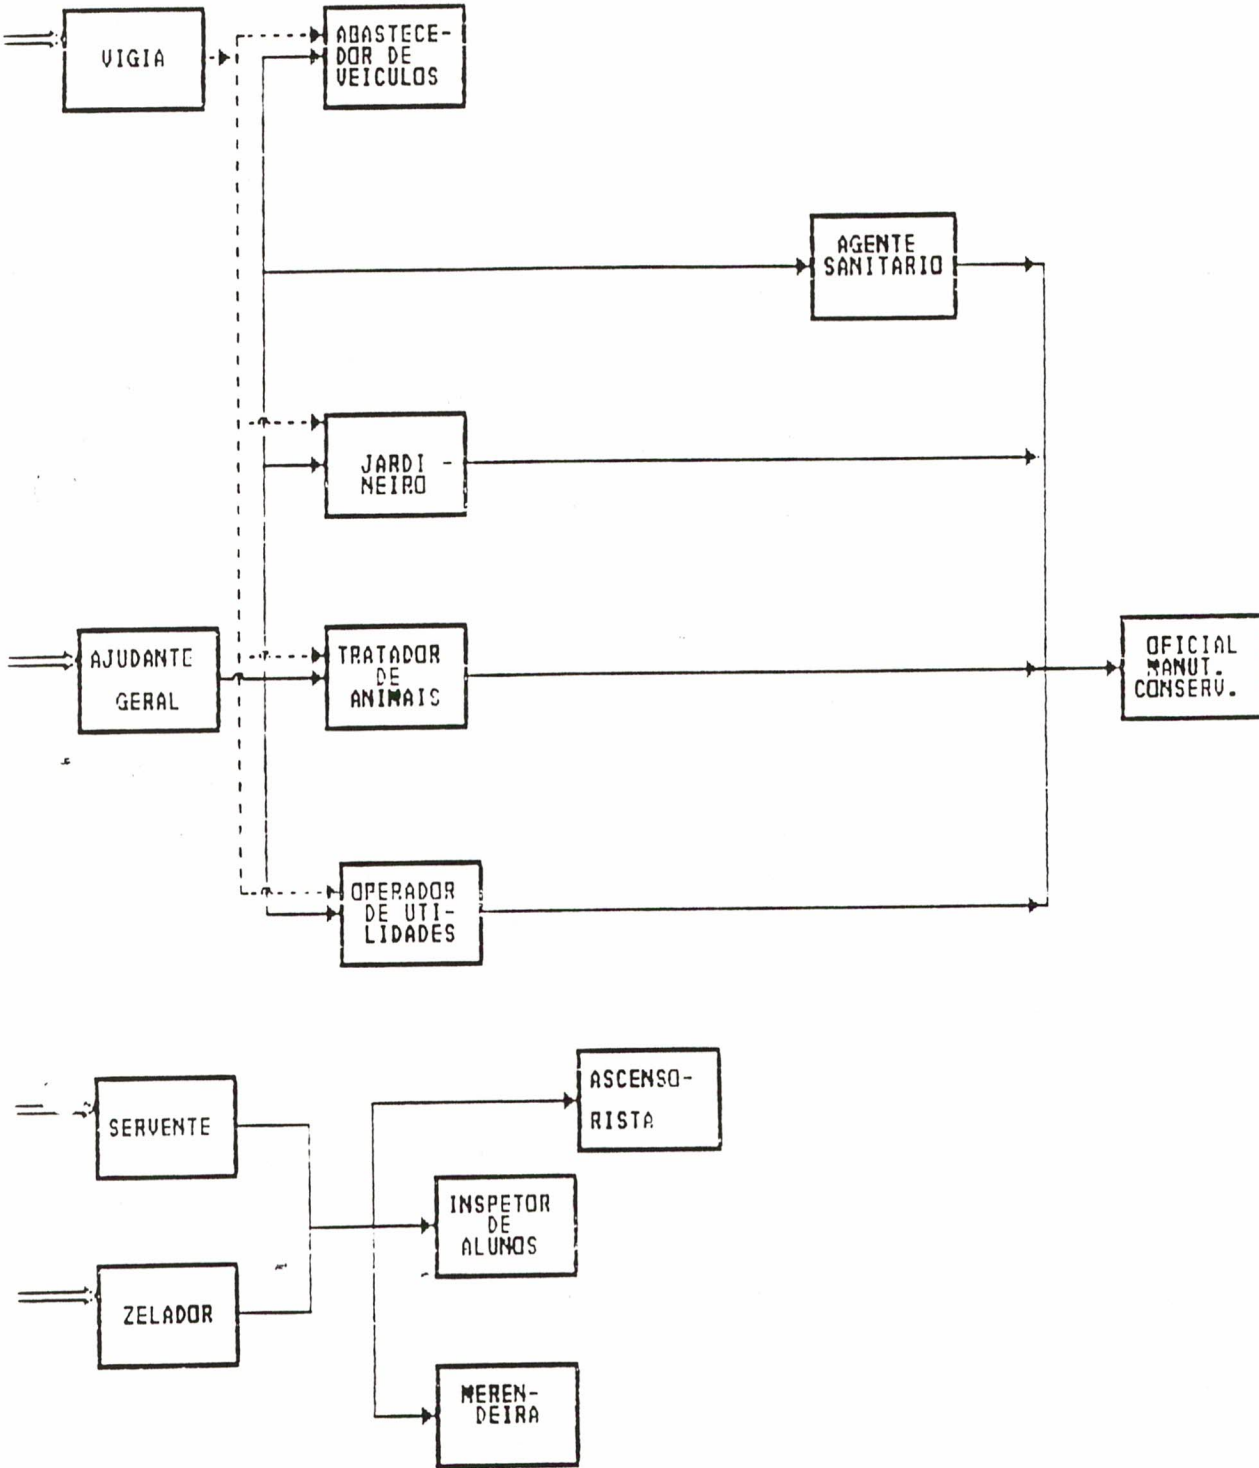 VIGIA
ABASTECE-
DOR DE
VEICULOS
AGENTE
SANITARIO
JARDI -
NEIRO
AJUDANTE
GERAL
TRATADOR
DE
ANIMAIS
OFICIAL
MANUT.
CONSERV.
OPERADOR
DE UTI-
LIDADES
SERVENTE
ASCENSO-
RISTA
INSPETOR
DE
ALUNOS
ZELADOR
MEREN-
DEIRA